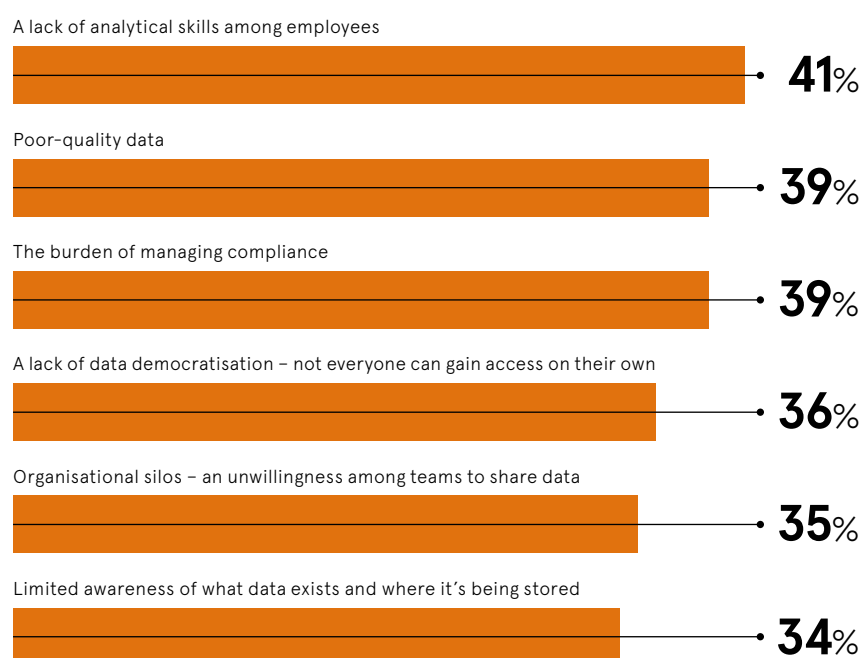 A lack of analytical skills among employees
41%
Poor-quality data
39%
The burden of managing compliance
39%
A lack of data democratisation – not everyone can gain access on their own
36%
Organisational silos – an unwillingness among teams to share data
35%
Limited awareness of what data exists and where it’s being stored
34%